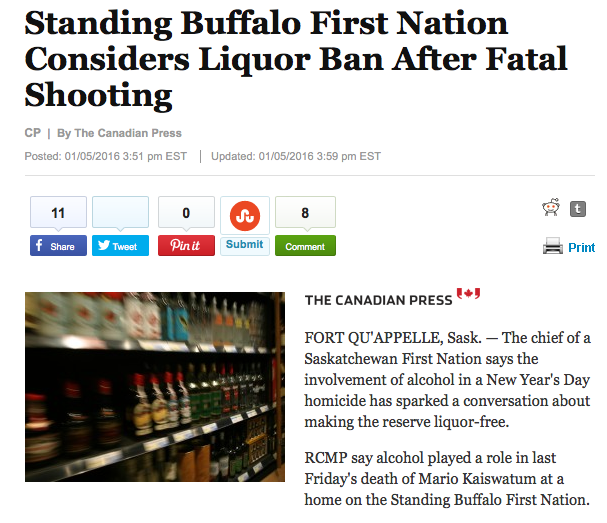 Standing Buffalo First Nation
Considers Liquor Ban After Fatal
Shooting
CP | By The Canadian Press
Posted: 01/05/2016 3:51 pm EST | Updated: 01/05/2016 3:59 pm EST
11 0 8
f Share Tweet Pin it Submit Comment
t
Print
THE CANADIAN PRESS
FORT QU'APPELLE, Sask. — The chief of a
Saskatchewan First Nation says the
involvement of alcohol in a New Year's Day
homicide has sparked a conversation about
making the reserve liquor-free.
RCMP say alcohol played a role in last
Friday's death of Mario Kaiswatum at a
home on the Standing Buffalo First Nation.